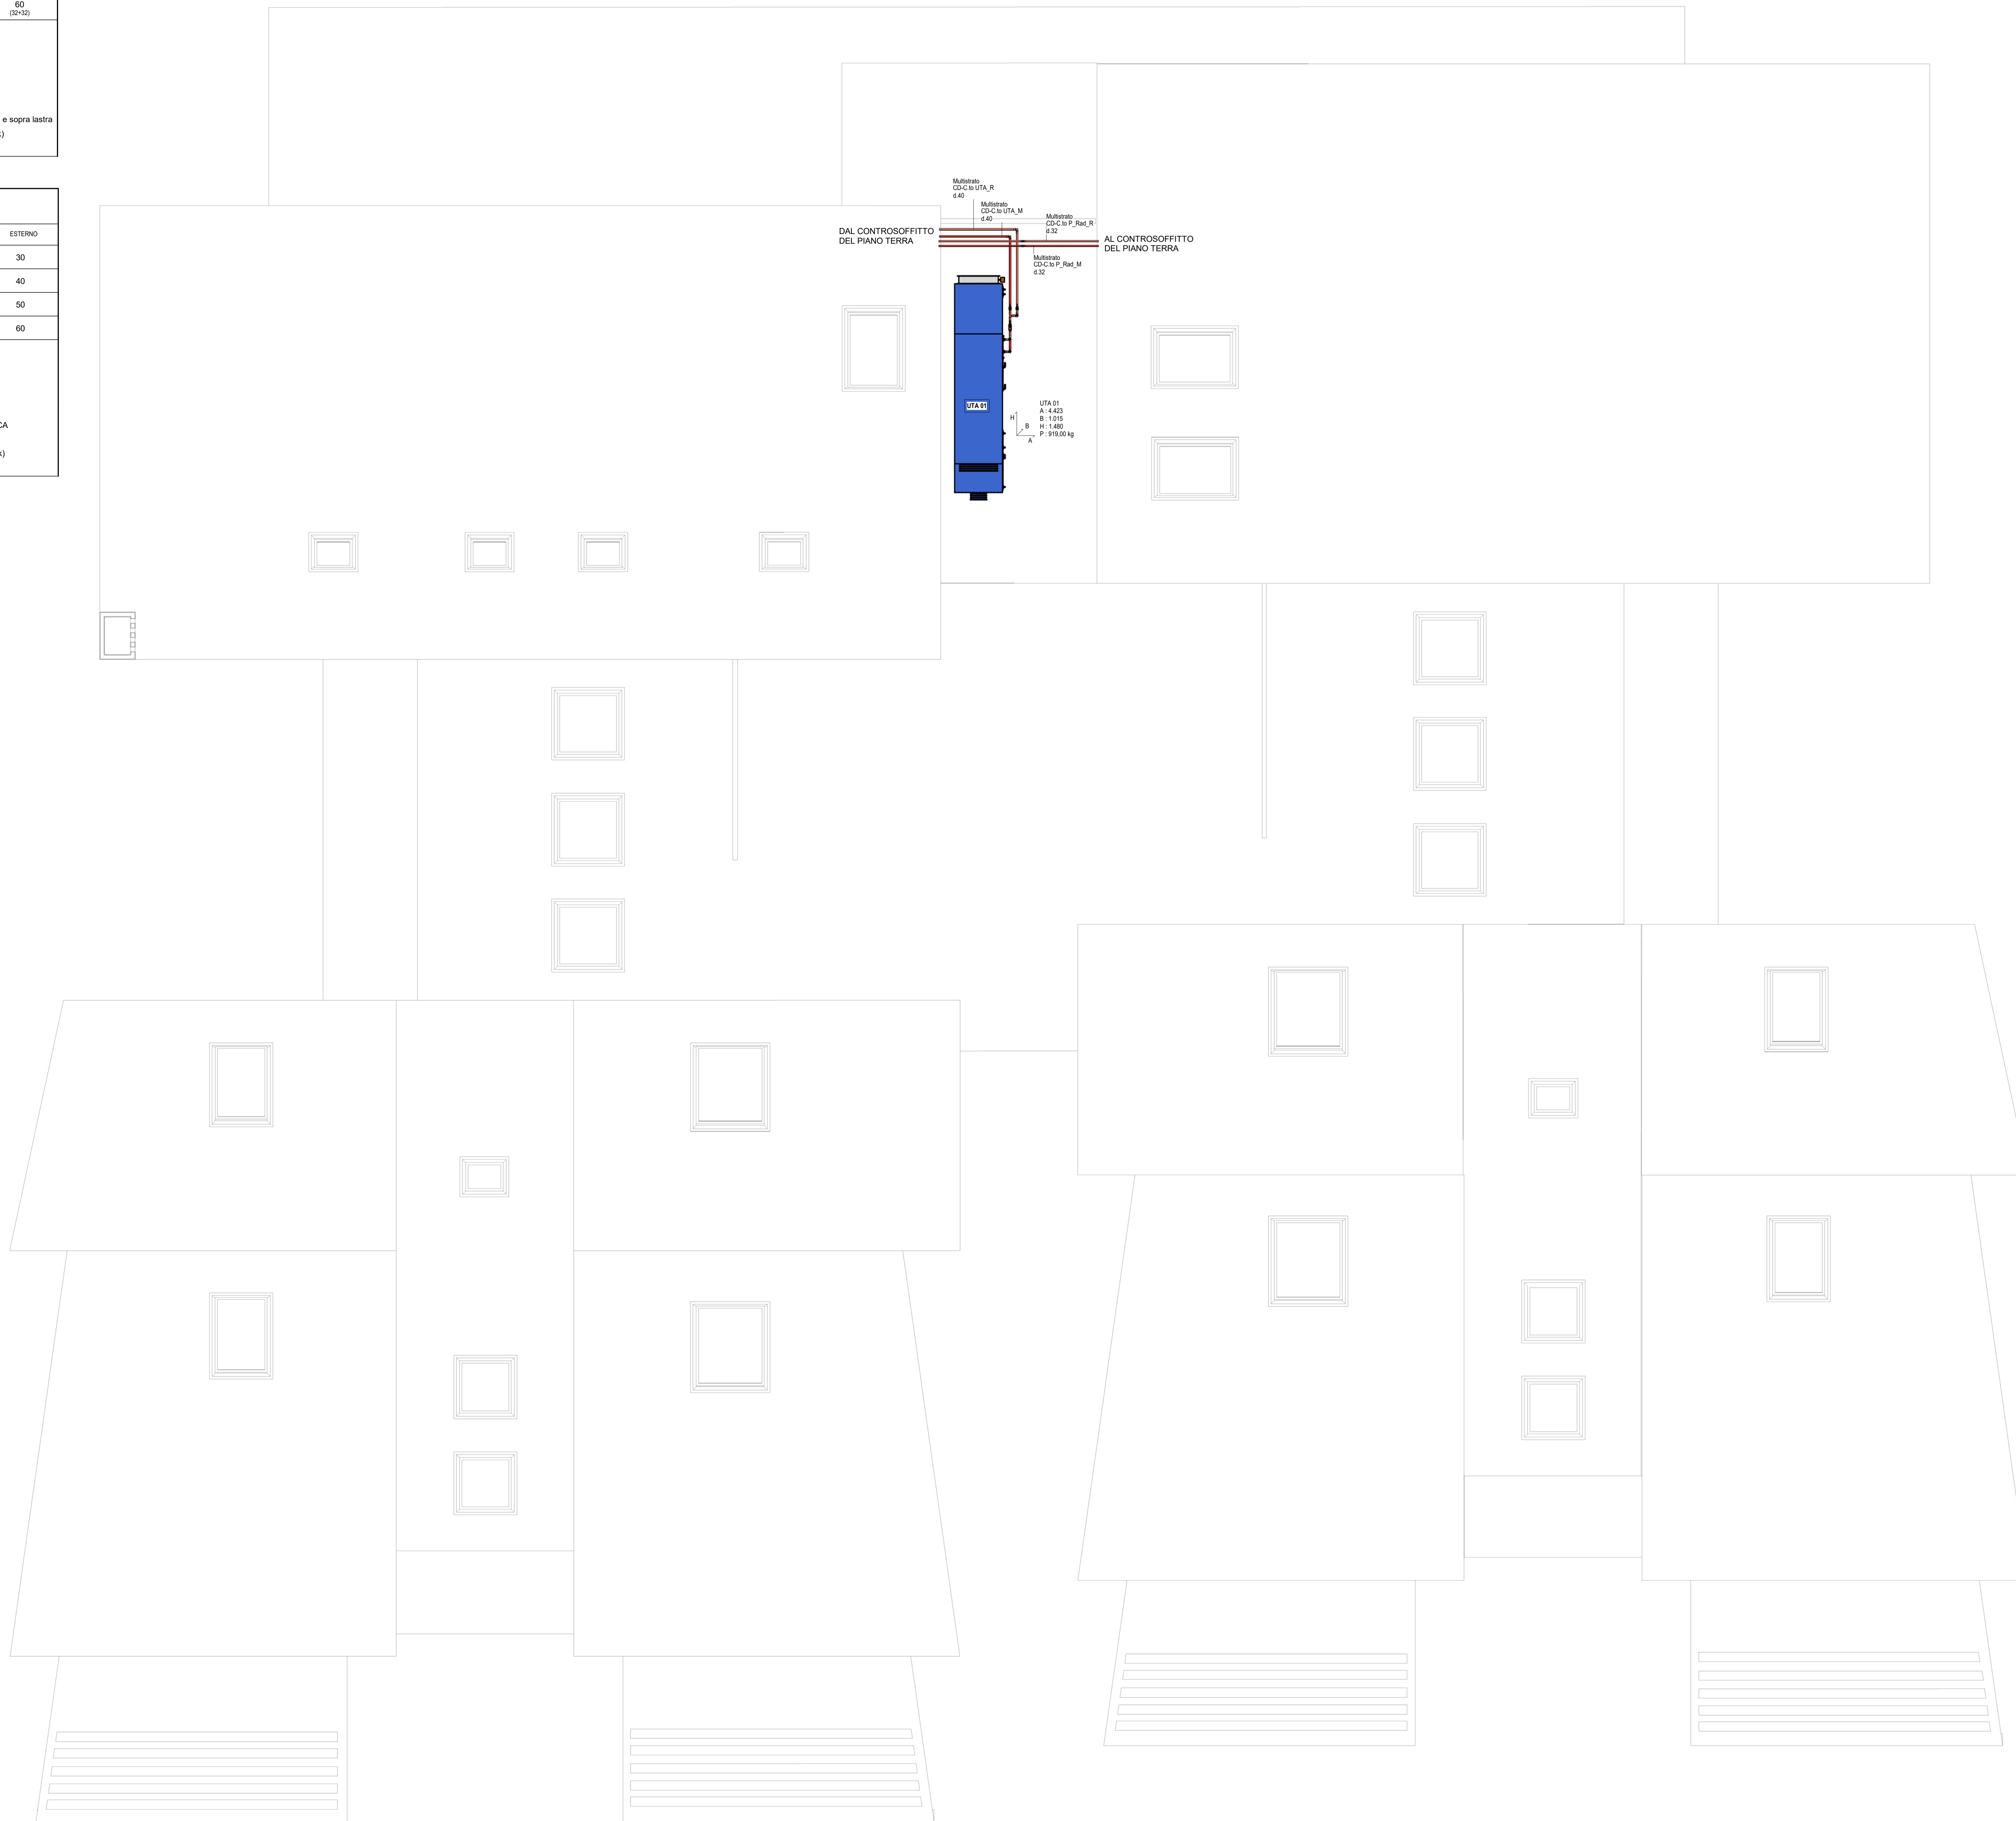 60
(32+32)
e sopra lastra
ESTERNO
30
40
50
60
CA
Multistrato
CD-C.to UTA_R
d.40
Multistrato
CD-C.to UTA_M
d.40
Multistrato
CD-C.to P_Rad_R
d.32
DAL CONTROSOFFITTO
DEL PIANO TERRA
AL CONTROSOFFITTO
DEL PIANO TERRA
Multistrato
CD-C.to P_Rad_M
d.32
UTA 01
H
B
A
UTA 01
A : 4.423
B : 1.015
H : 1.480
P : 919,00 kg